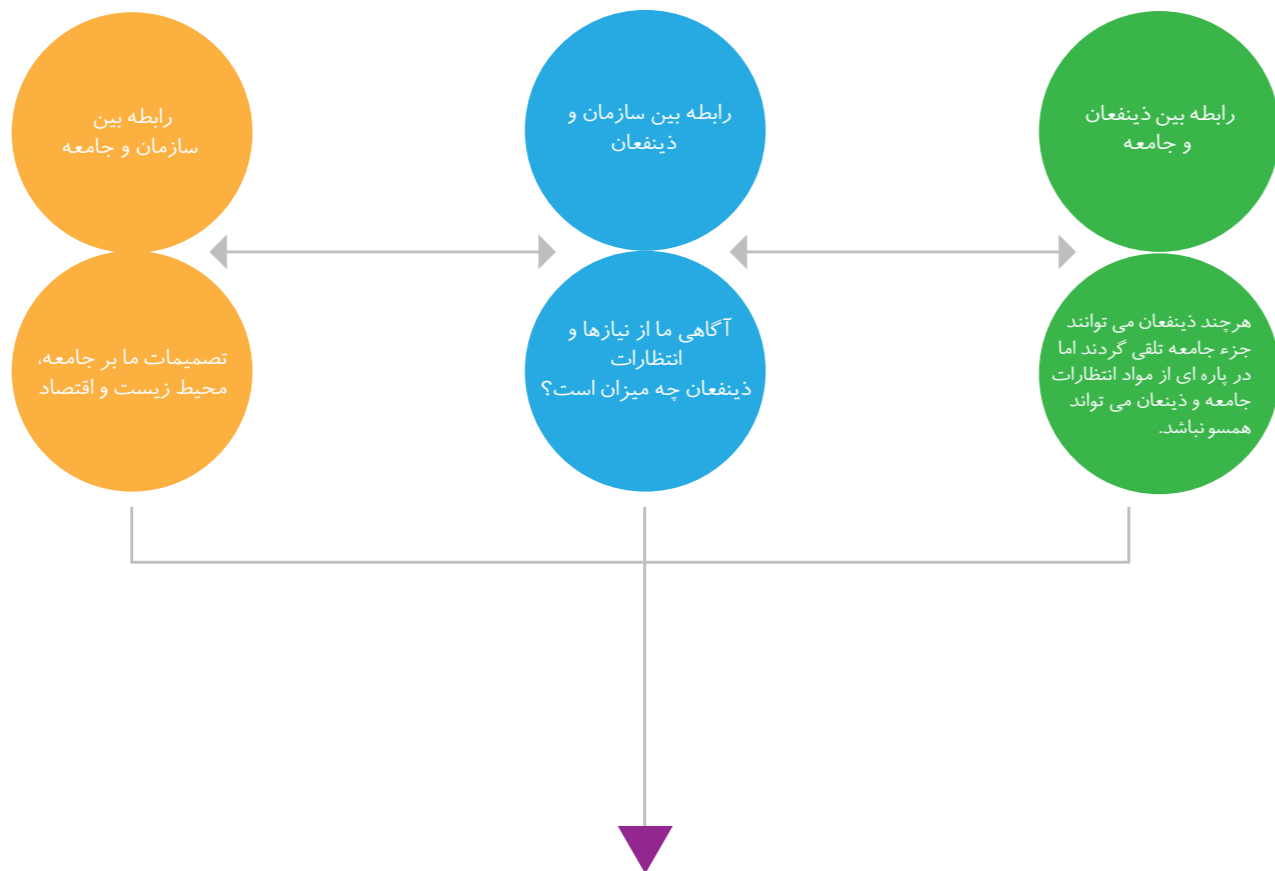 رابطه بین ذینفعان
و جامعه
رابطه بین سازمان و
ذینفعان
رابطه بین
سازمان و جامعه
هرچند ذینفعان می توانند
جزء جامعه تلقی گردند اما
در پاره ای از مواد انتظارات
جامعه و ذینعان می تواند
همسو نباشد.
آگاهی ما از نیازها و
انتظارات
ذینفعان چه میزان است؟
تصمیمات ما بر جامعه،
محیط زیست و اقتصاد